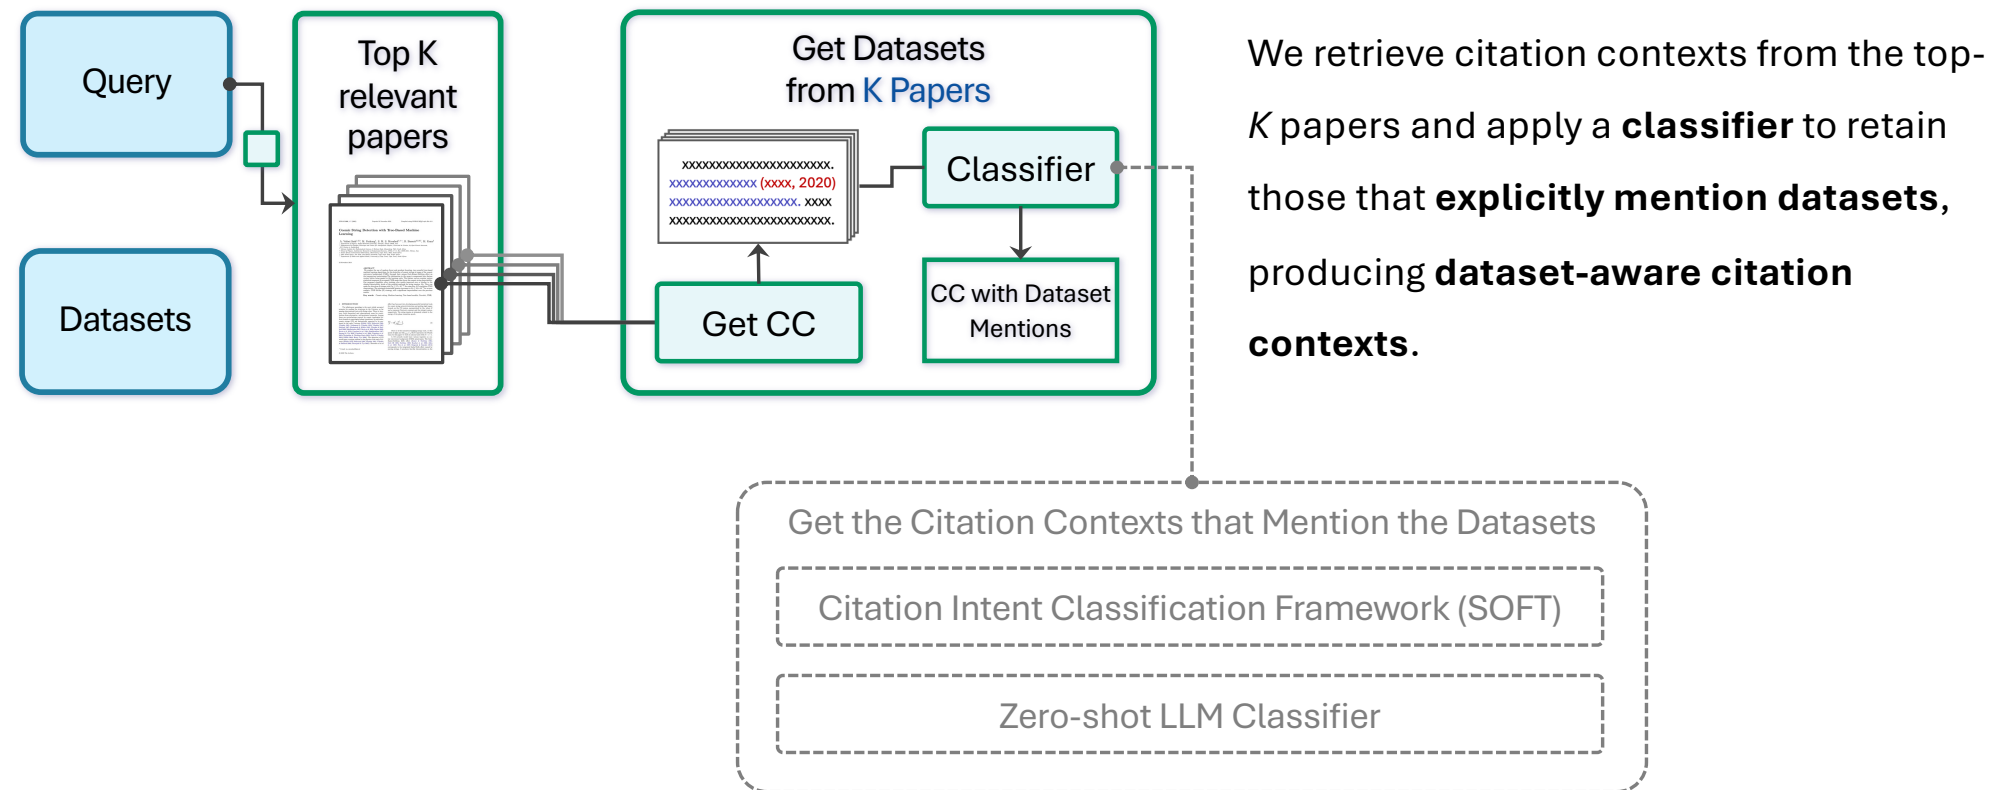 Query
Datasets
Top K
relevant
papers
Get Datasets
from K Papers
xxxxxxxxxxxxxxxxxxxxxx.
xxxxxxxxxxxxx (xxxx, 2020)
xxxxxxxxxxxxxxxxxxx. xxxx
xxxxxxxxxxxxxxxxxxxxxxxx.
Get CC
Classifier
CC with Dataset
Mentions
We retrieve citation contexts from the top-
K papers and apply a classifier to retain
those that explicitly mention datasets,
producing dataset-aware citation
contexts.
Get the Citation Contexts that Mention the Datasets
Citation Intent Classification Framework (SOFT)
Zero-shot LLM Classifier